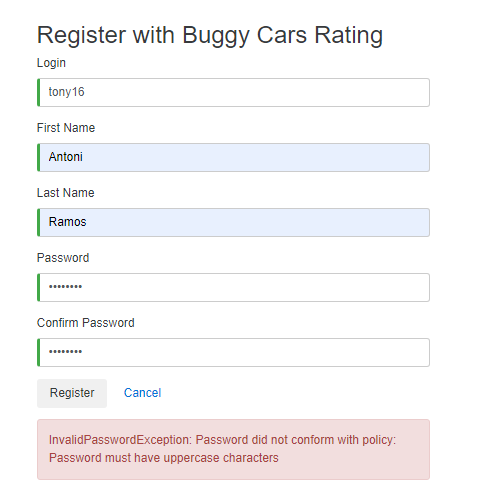 Register with Buggy Cars Rating
Login
tony16
First Name
Antoni
Last Name
Ramos
Password
••••••••
Confirm Password
••••••••
Register Cancel
InvalidPasswordException: Password did not conform with policy:
Password must have uppercase characters